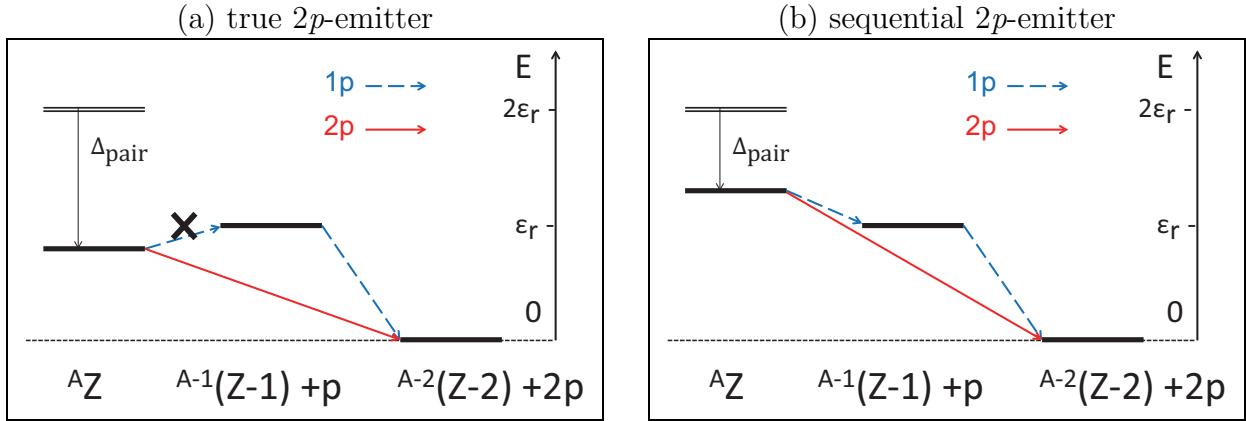 (a) true 2p-emitter
E
1p
2εᵣ
2p
Δpair
εᵣ
0
ᴬZ
ᴬ⁻¹(Z-1) +p
ᴬ⁻²(Z-2) +2p
(b) sequential 2p-emitter
E
1p
2εᵣ
2p
Δpair
εᵣ
0
ᴬZ
ᴬ⁻¹(Z-1) +p
ᴬ⁻²(Z-2) +2p